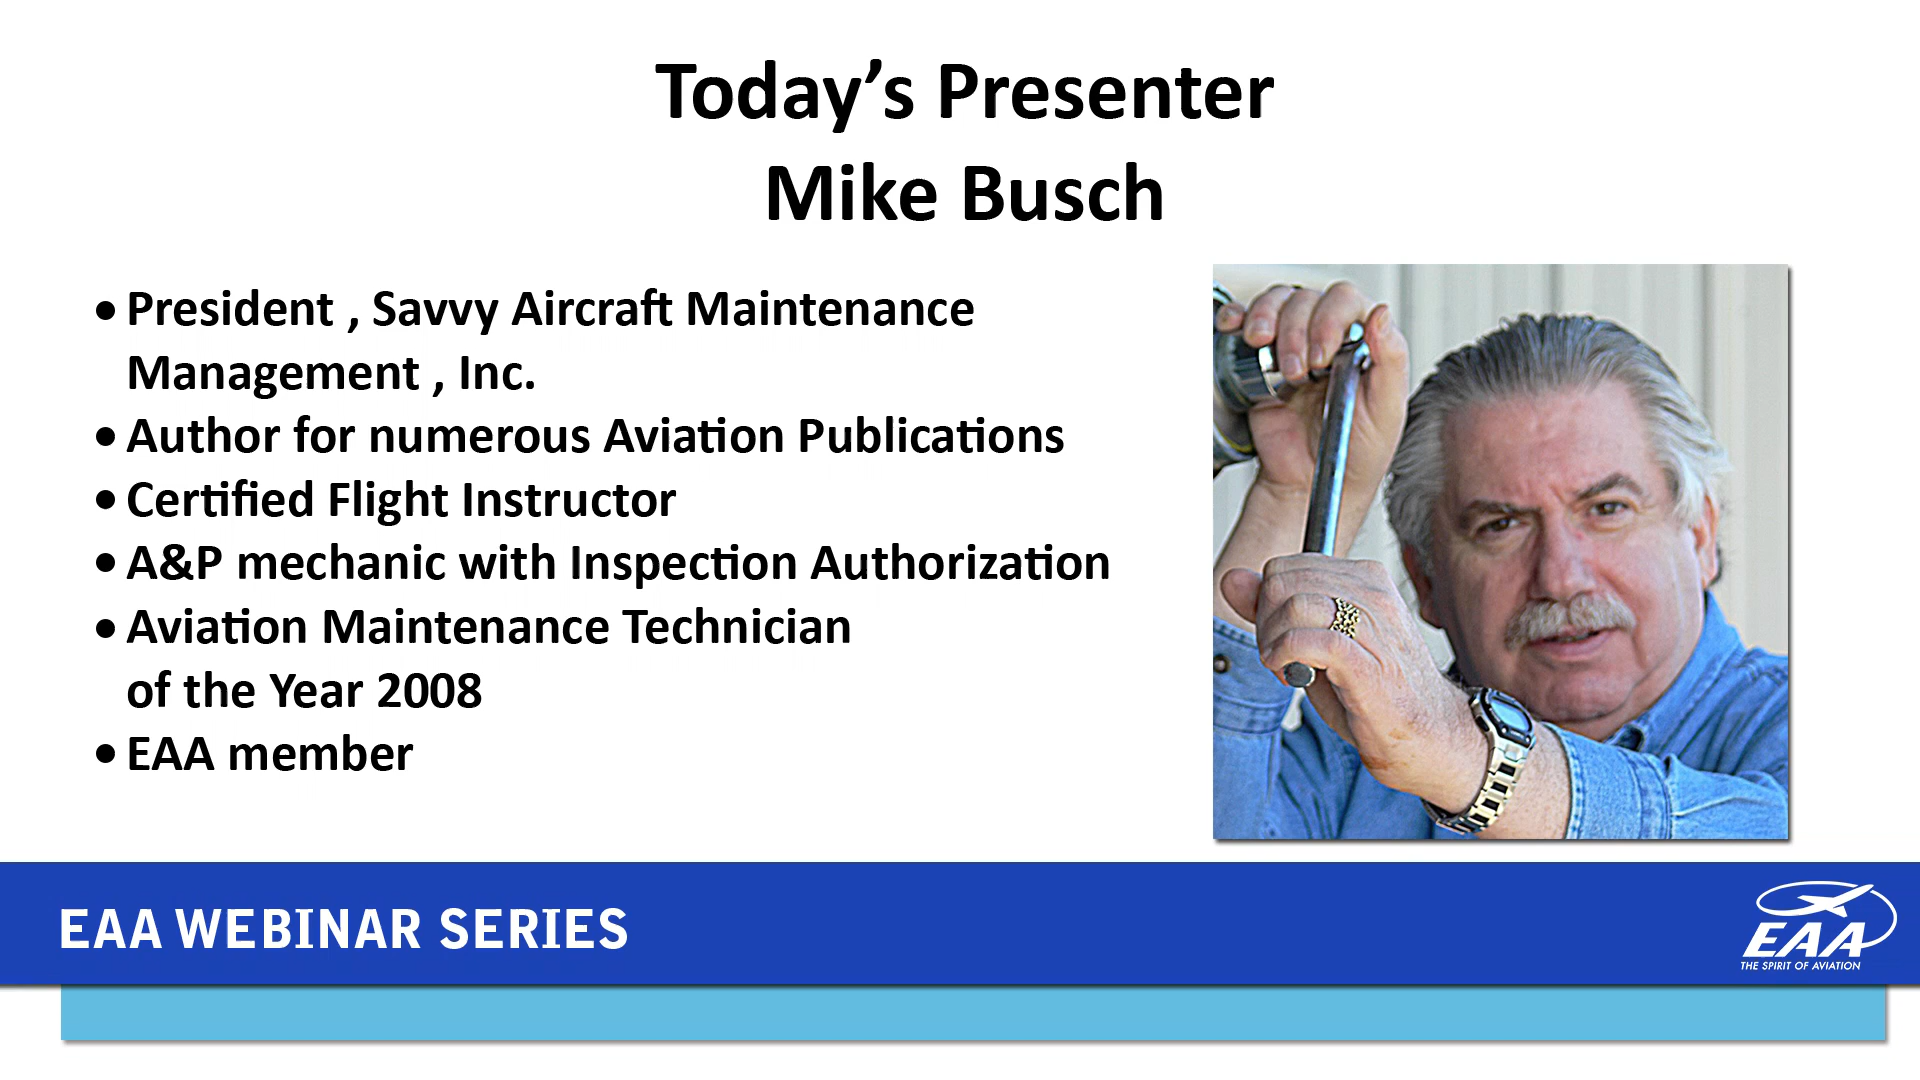 Today’s Presenter
Mike Busch
• President , Savvy Aircraft Maintenance
Management , Inc.
• Author for numerous Aviation Publications
• Certified Flight Instructor
• A&P mechanic with Inspection Authorization
• Aviation Maintenance Technician
of the Year 2008
• EAA member
EAA WEBINAR SERIES
EAA
THE SPIRIT OF AVIATION